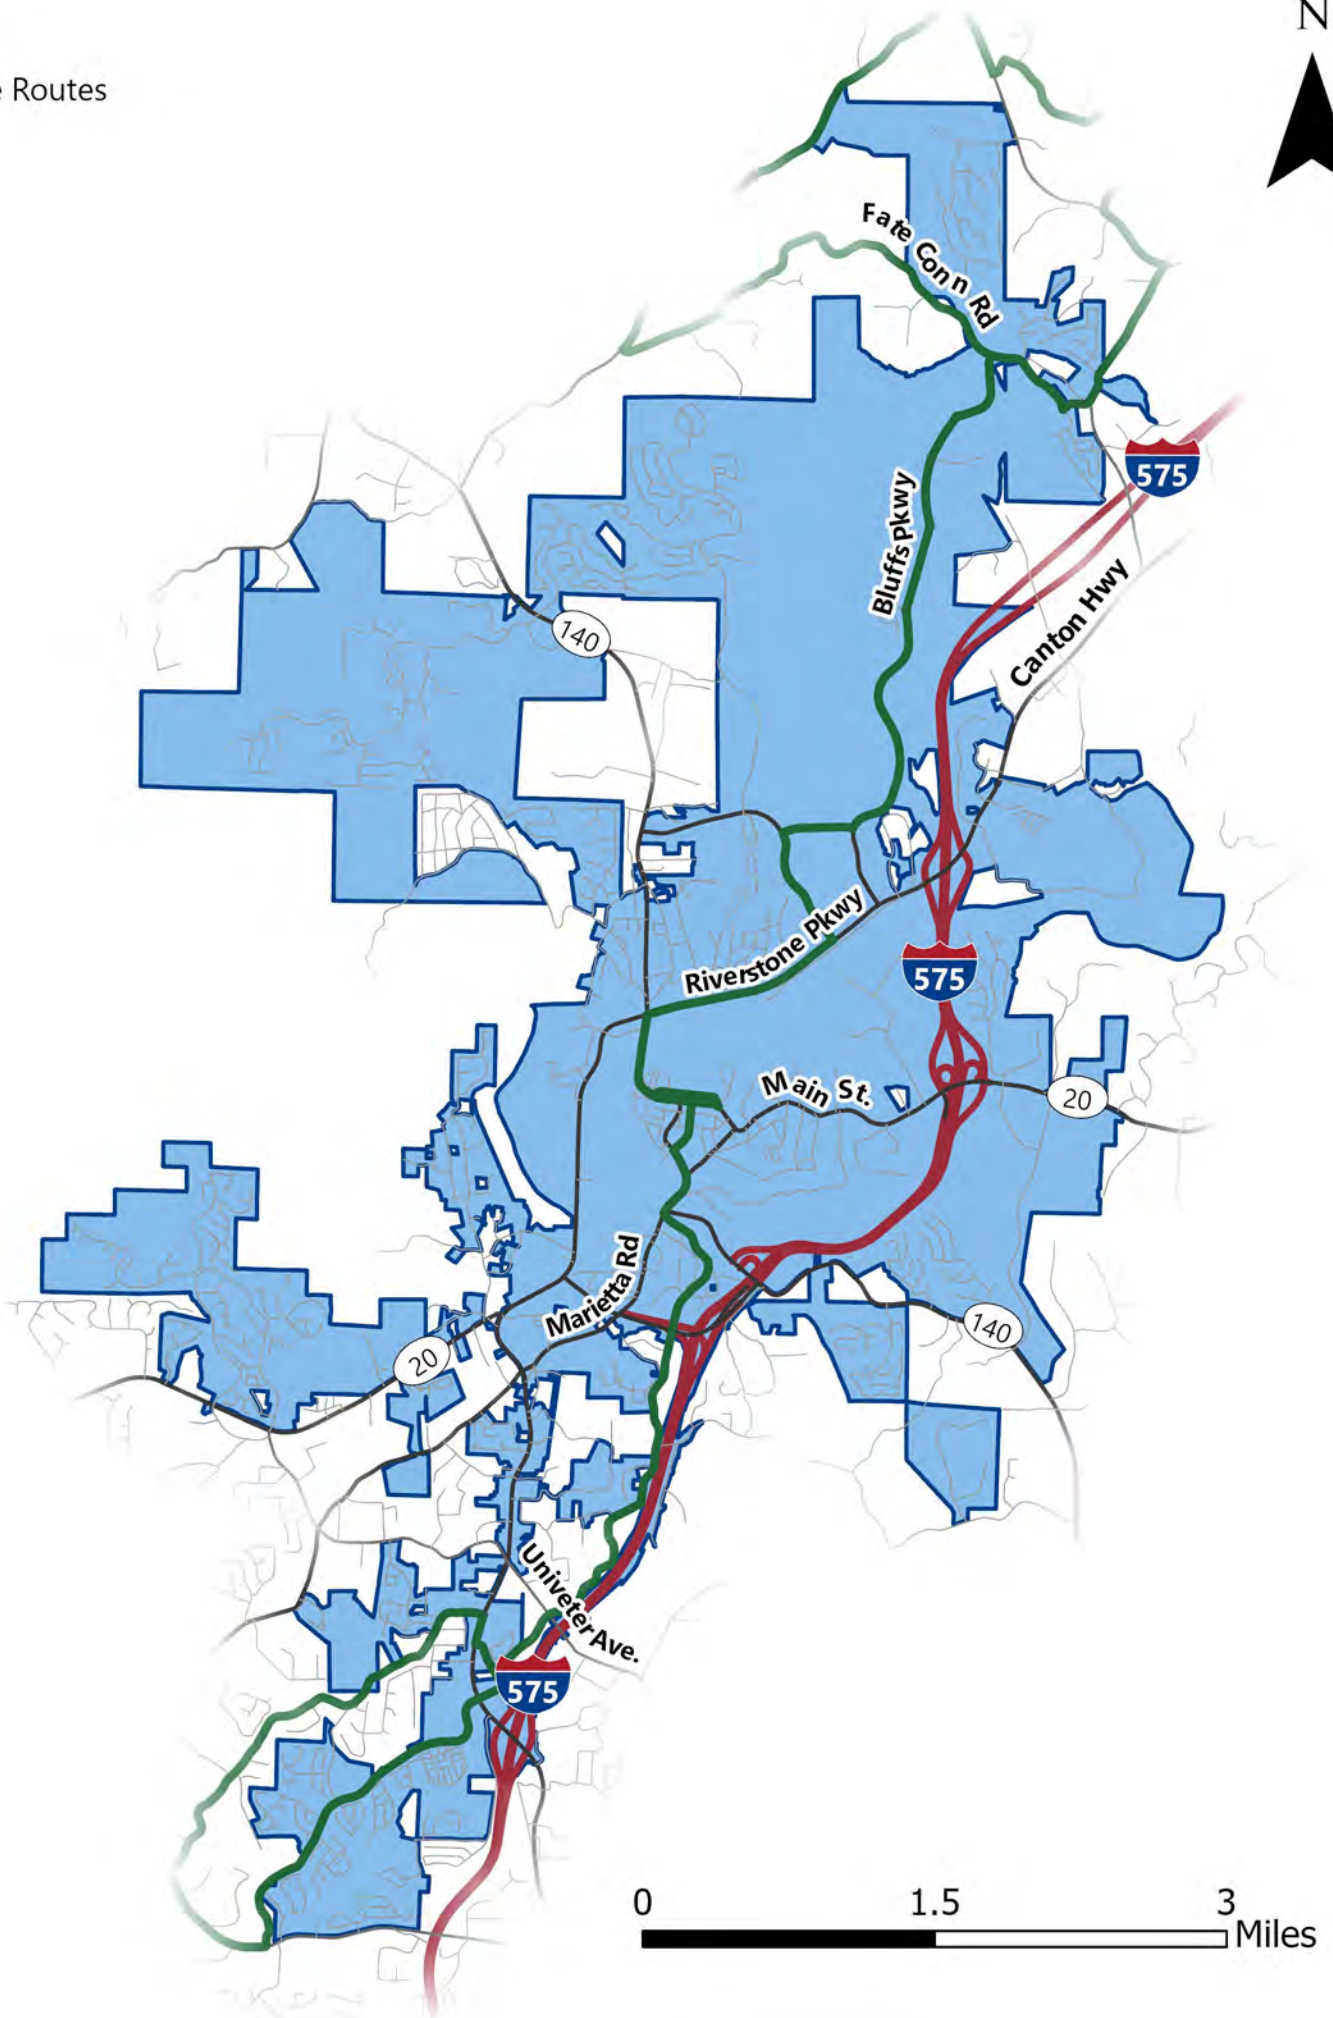 N
Routes
Fate Conn Rd
575
Bluffs Pkwy
Canton Hwy
140
Riverstone Pkwy
575
Main St.
20
Marietta Rd
140
20
Univeter Ave.
575
0 1.5 3
Miles